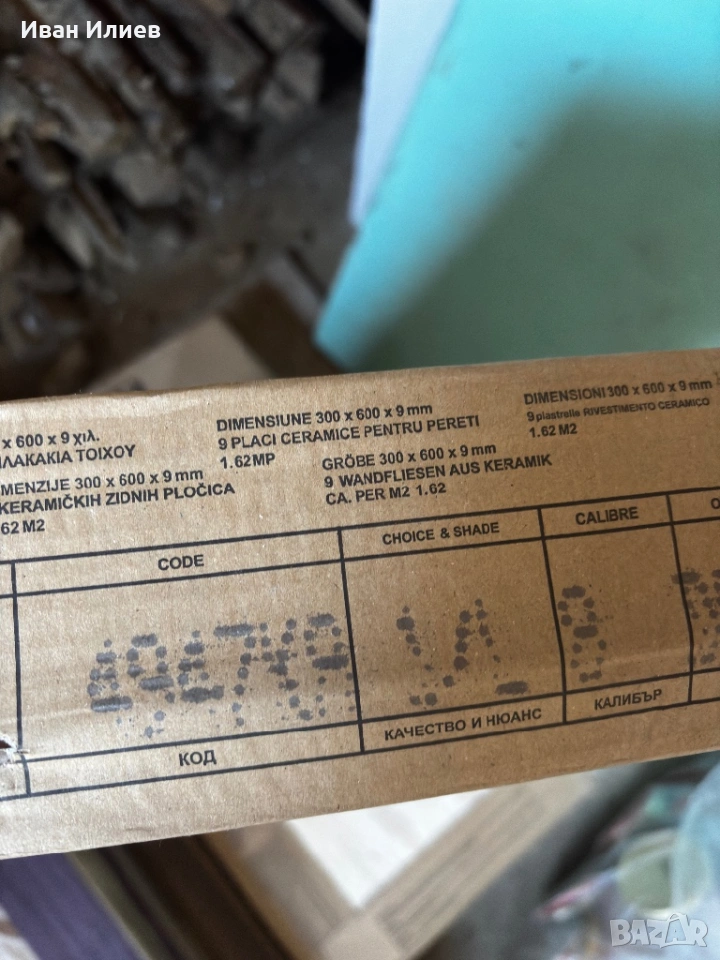 Иван Илиев
x 600 x 9 χιλ.
ΛΑΚΑΚΙΑ ΤΟΙΧΟΥ
MENZIJE 300 x 600 x 9 mm
KERAMIČKIH ZIDNIH PLOČICA
62 M2
DIMENSIUNE 300 x 600 x 9 mm
9 PLACI CERAMICE PENTRU PERETI
1.62MP
GRÖBE 300 x 600 x 9 mm
9 WANDFLIESEN AUS KERAMIK
CA. PER M2 1.62
DIMENSIONI 300 x 600 x 9 mm
9 piastrelle RIVESTIMENTO CERAMICO
1.62 M2
CODE
CHOICE & SHADE
CALIBRE
8
КОД
КАЧЕСТВО И НЮАНС
КАЛИБЪР
BAZAR